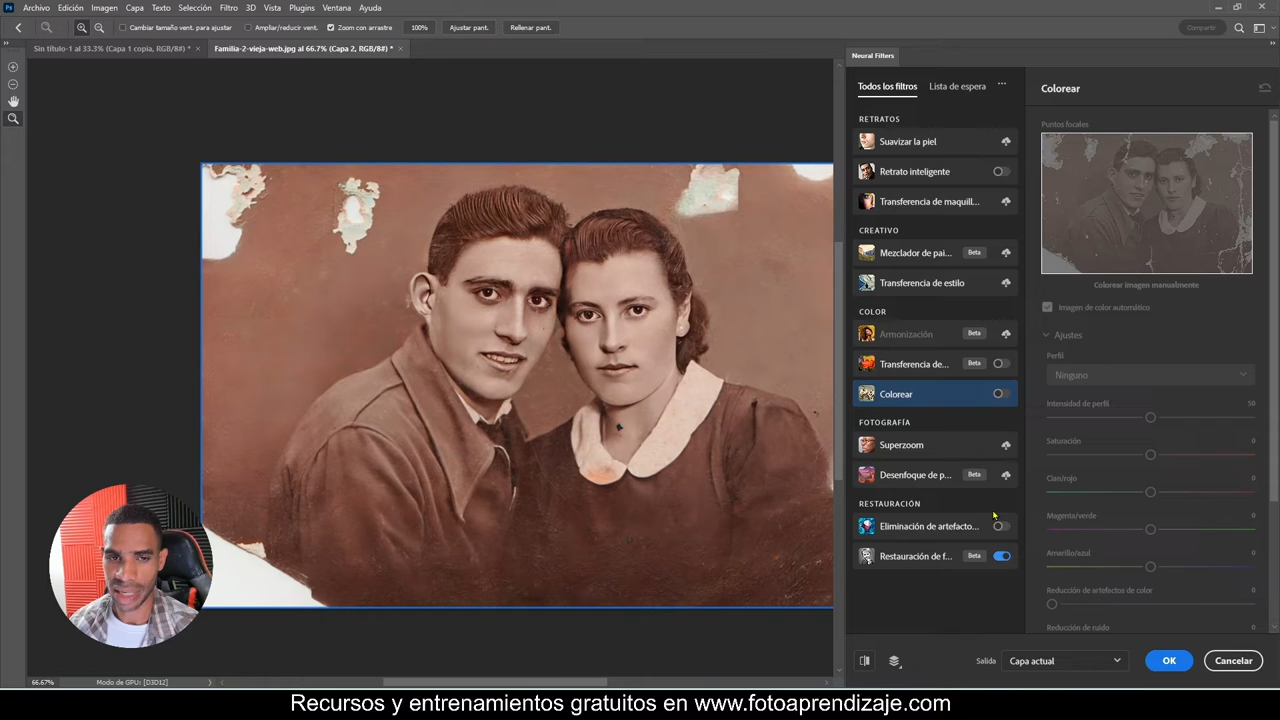 Ps Archivo Edición Imagen Capa Texto Selección Filtro 3D Vista Plugins Ventana Ayuda
Cambiar tamaño vent. para ajustar Ampliar/reducir vent. Zoom con arrastre 100% Ajustar pant. Rellenar pant. Compartir
Sin título-1 al 33.3% (Capa 1 copia, RGB/8#) * × Familia-2-vieja-web.jpg al 66.7% (Capa 2, RGB/8#) * ×
Neural Filters
Todos los filtros Lista de espera ...
Colorear
RETRATOS
Suavizar la piel
Retrato inteligente
Transferencia de maquill...
CREATIVO
Mezclador de pai... Beta
Transferencia de estilo
COLOR
Armonización Beta
Transferencia de... Beta
Colorear
FOTOGRAFÍA
Superzoom
Desenfoque de p... Beta
RESTAURACIÓN
Eliminación de artefacto...
Restauración de f... Beta
Puntos focales
Colorear imagen manualmente
Imagen de color automático
Ajustes
Perfil
Ninguno
Intensidad de perfil 50
Saturación 0
Cian/rojo 0
Magenta/verde 0
Amarillo/azul 0
Reducción de artefactos de color 0
Reducción de ruido 0
Salida Capa actual OK Cancelar
66.67% Modo de GPU: [D3D12]
Recursos y entrenamientos gratuitos en www.fotoaprendizaje.com